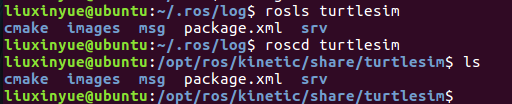 liuxinyue@ubuntu:~/.ros/log$ rosls turtlesim
cmake  images  msg  package.xml  srv
liuxinyue@ubuntu:~/.ros/log$ roscd turtlesim
liuxinyue@ubuntu:/opt/ros/kinetic/share/turtlesim$ ls
cmake  images  msg  package.xml  srv
liuxinyue@ubuntu:/opt/ros/kinetic/share/turtlesim$